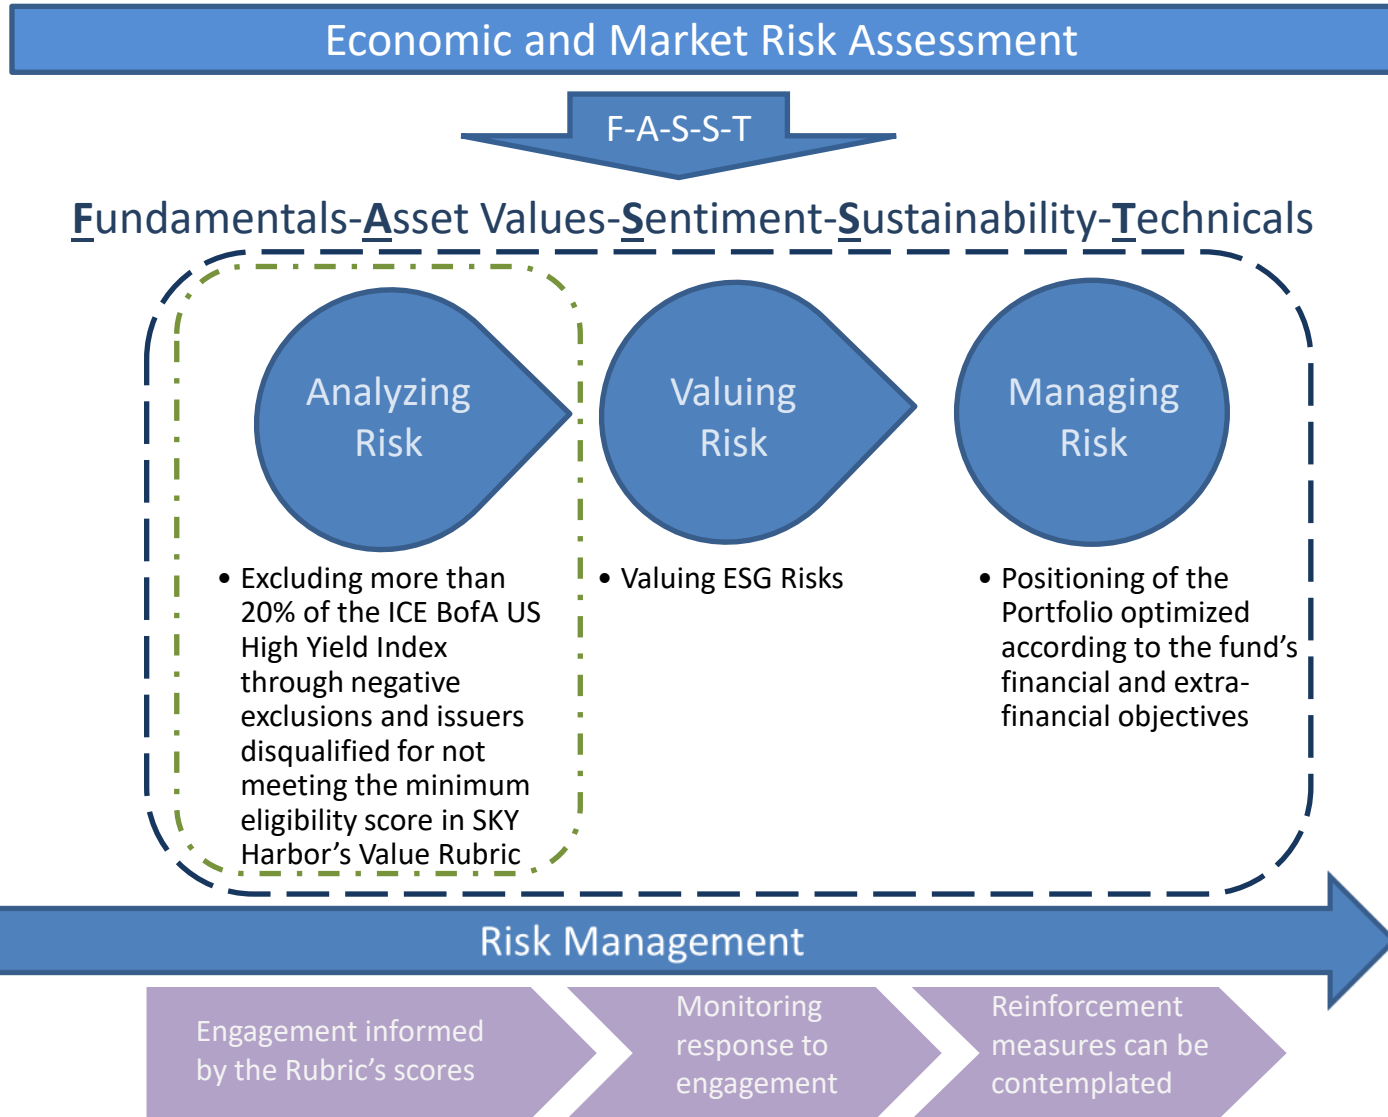 Economic and Market Risk Assessment
F-A-S-S-T
Fundamentals-Asset Values-Sentiment-Sustainability-Technicals
Analyzing
Risk
Valuing
Risk
Managing
Risk
• Excluding more than
20% of the ICE BofA US
High Yield Index
through negative
exclusions and issuers
disqualified for not
meeting the minimum
eligibility score in SKY
Harbor’s Value Rubric
• Valuing ESG Risks
• Positioning of the
Portfolio optimized
according to the fund’s
financial and extra-
financial objectives
Risk Management
Engagement informed
by the Rubric’s scores
Monitoring
response to
engagement
Reinforcement
measures can be
contemplated